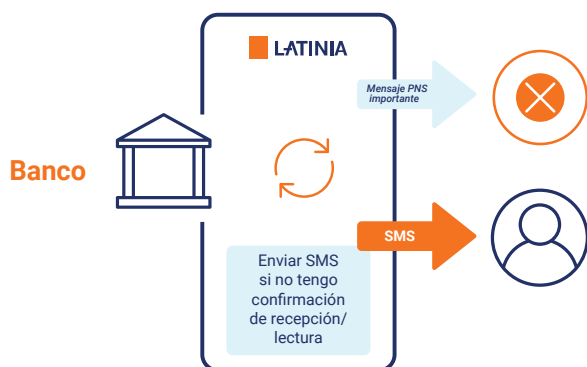 LATINIA
Mensaje PNS
importante
Banco
SMS
Enviar SMS
si no tengo
confirmación
de recepción/
lectura